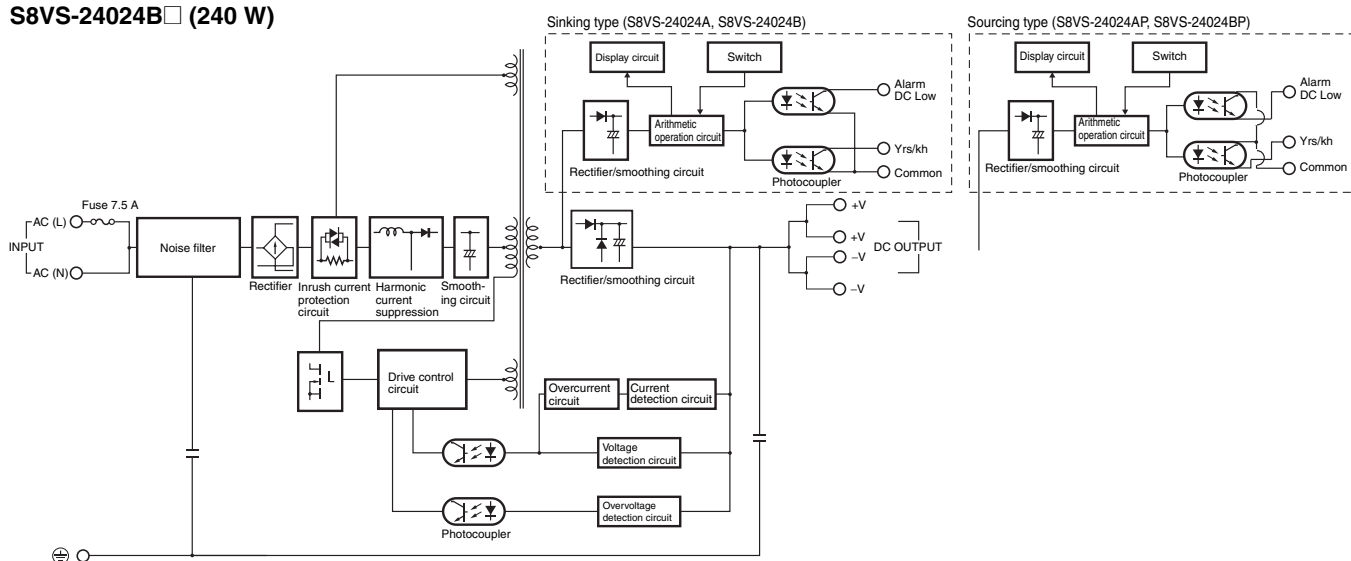 S8VS-24024B□ (240 W)
Sinking type (S8VS-24024A, S8VS-24024B)
Display circuit
Switch
Alarm
DC Low
Arithmetic
operation circuit
Yrs/kh
Rectifier/smoothing circuit
Photocoupler
Common
Sourcing type (S8VS-24024AP, S8VS-24024BP)
Display circuit
Switch
Alarm
DC Low
Arithmetic
operation circuit
Yrs/kh
Rectifier/smoothing circuit
Photocoupler
Common
Fuse 7.5 A
AC (L)
INPUT
AC (N)
Noise filter
Rectifier
Inrush current
protection
circuit
Harmonic
current
suppression
Smooth-
ing circuit
Rectifier/smoothing circuit
+V
+V
DC OUTPUT
–V
–V
Drive control
circuit
Overcurrent
circuit
Current
detection circuit
Voltage
detection circuit
Overvoltage
detection circuit
Photocoupler